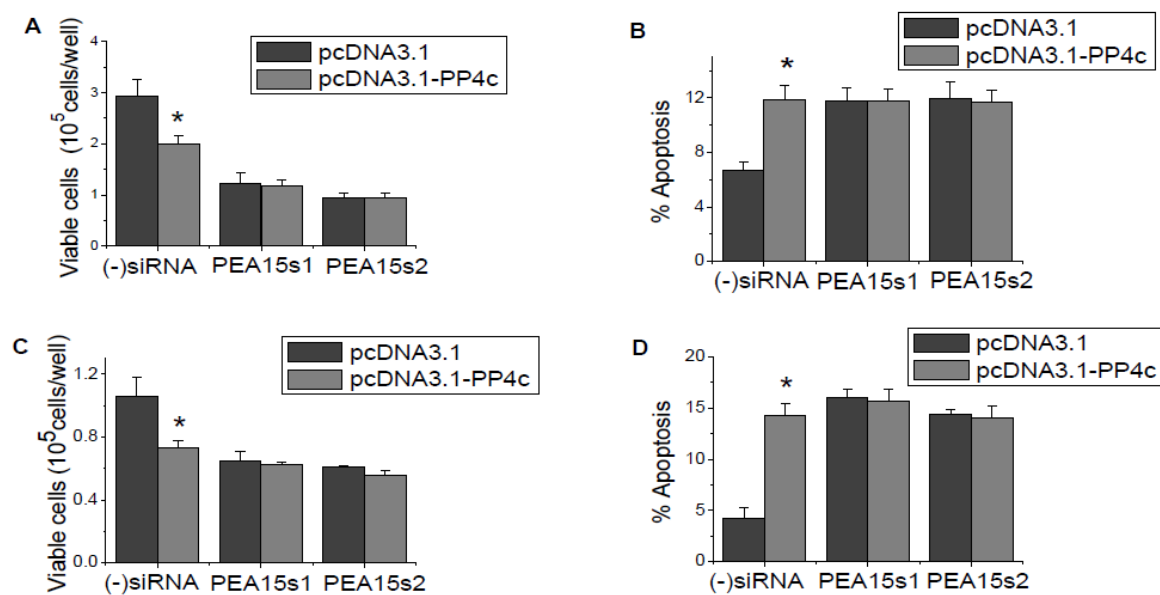 A
Viable cells (10⁵cells/well)
4
3
2
1
0
pcDNA3.1
pcDNA3.1-PP4c
*
(-)siRNA PEA15s1 PEA15s2
B
% Apoptosis
12
9
6
3
0
pcDNA3.1
pcDNA3.1-PP4c
*
(-)siRNA PEA15s1 PEA15s2
C
Viable cells (10⁵cells/well)
1.2
0.8
0.4
0.0
pcDNA3.1
pcDNA3.1-PP4c
*
(-)siRNA PEA15s1 PEA15s2
D
% Apoptosis
20
15
10
5
0
pcDNA3.1
pcDNA3.1-PP4c
*
(-)siRNA PEA15s1 PEA15s2